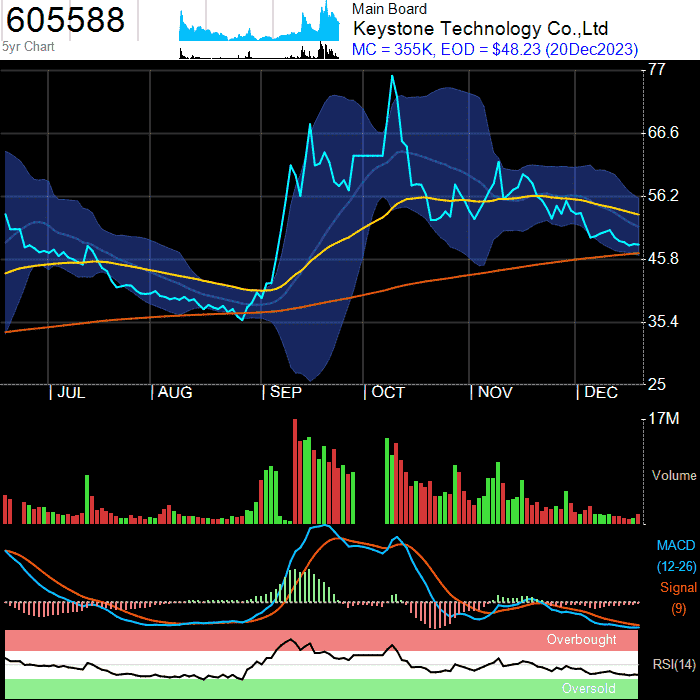 605588
5yr Chart
Main Board
Keystone Technology Co.,Ltd
MC = 355K, EOD = $48.23 (20Dec2023)
77
66.6
56.2
45.8
35.4
25
| JUL | AUG | SEP | OCT | NOV | DEC
17M
Volume
MACD
(12-26)
Signal
(9)
Overbought
RSI(14)
Oversold